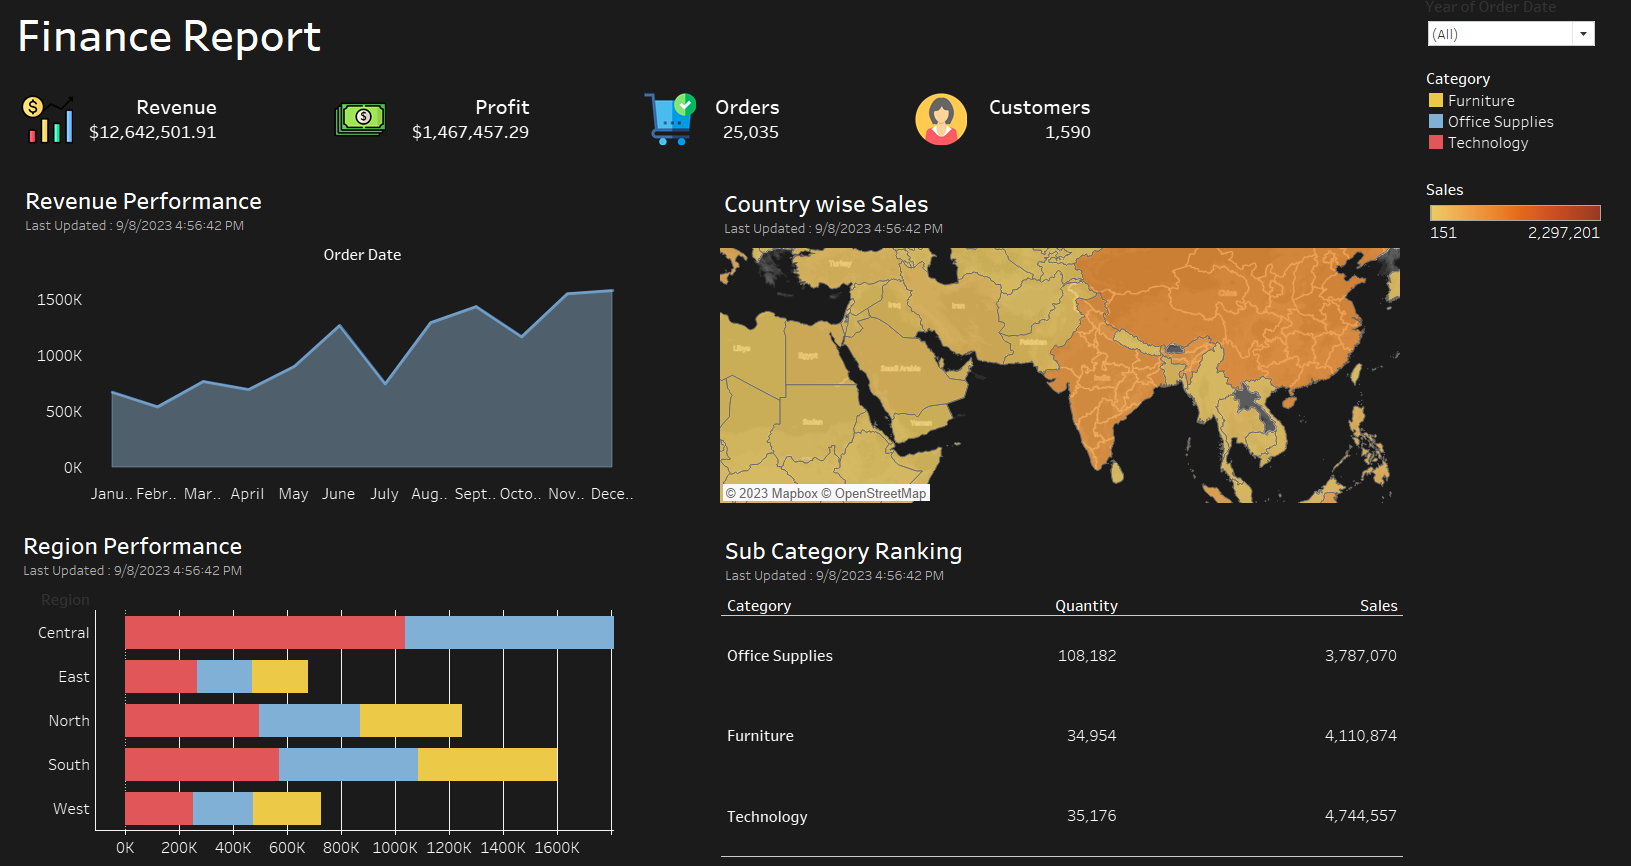 Finance Report
Year of Order Date
(All)
Category
Furniture
Office Supplies
Technology
Sales
151 2,297,201
Revenue
$12,642,501.91
Profit
$1,467,457.29
Orders
25,035
Customers
1,590
Revenue Performance
Last Updated : 9/8/2023 4:56:42 PM
Order Date
1500K
1000K
500K
0K
Janu.. Febr.. Mar.. April May June July Aug.. Sept.. Octo.. Nov.. Dece..
Country wise Sales
Last Updated : 9/8/2023 4:56:42 PM
Turkey
Iraq
Iran
China
Libya
Egypt
Pakistan
Saudi Arabia
India
Sudan
Yemen
© 2023 Mapbox © OpenStreetMap
Region Performance
Last Updated : 9/8/2023 4:56:42 PM
Region
Central
East
North
South
West
0K 200K 400K 600K 800K 1000K 1200K 1400K 1600K
Sub Category Ranking
Last Updated : 9/8/2023 4:56:42 PM
Category Quantity Sales
Office Supplies 108,182 3,787,070
Furniture 34,954 4,110,874
Technology 35,176 4,744,557